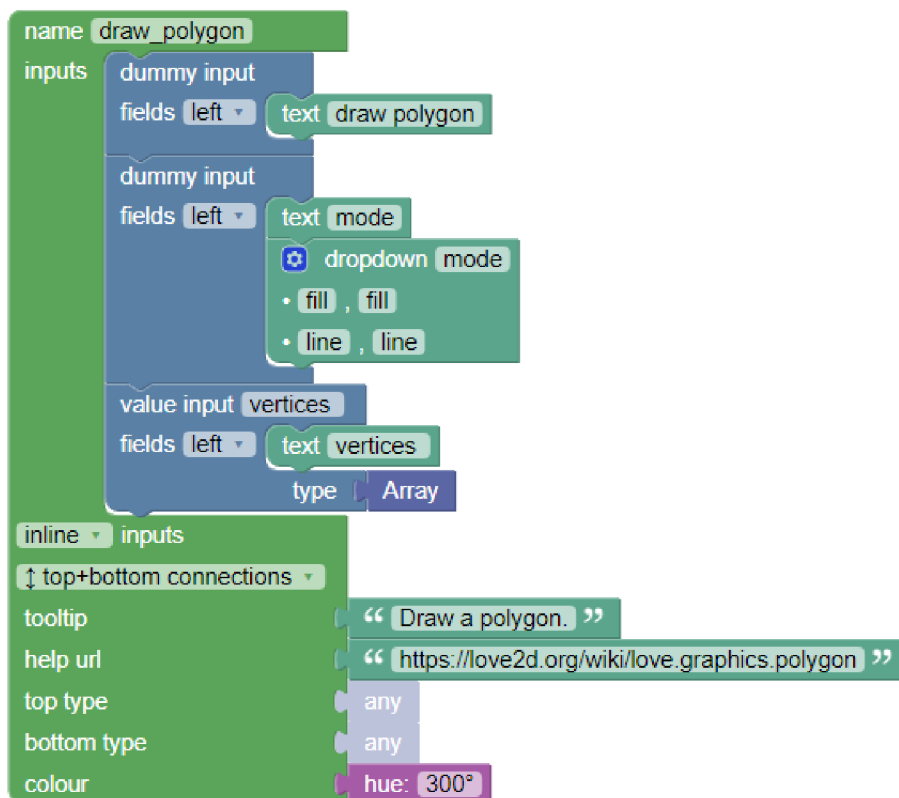 name draw_polygon
inputs dummy input
fields left text draw polygon
dummy input
fields left text mode
dropdown mode
• fill , fill
• line , line
value input vertices
fields left text vertices
type Array
inline inputs
↕ top+bottom connections
tooltip “ Draw a polygon. ”
help url “ https://love2d.org/wiki/love.graphics.polygon ”
top type any
bottom type any
colour hue: 300°